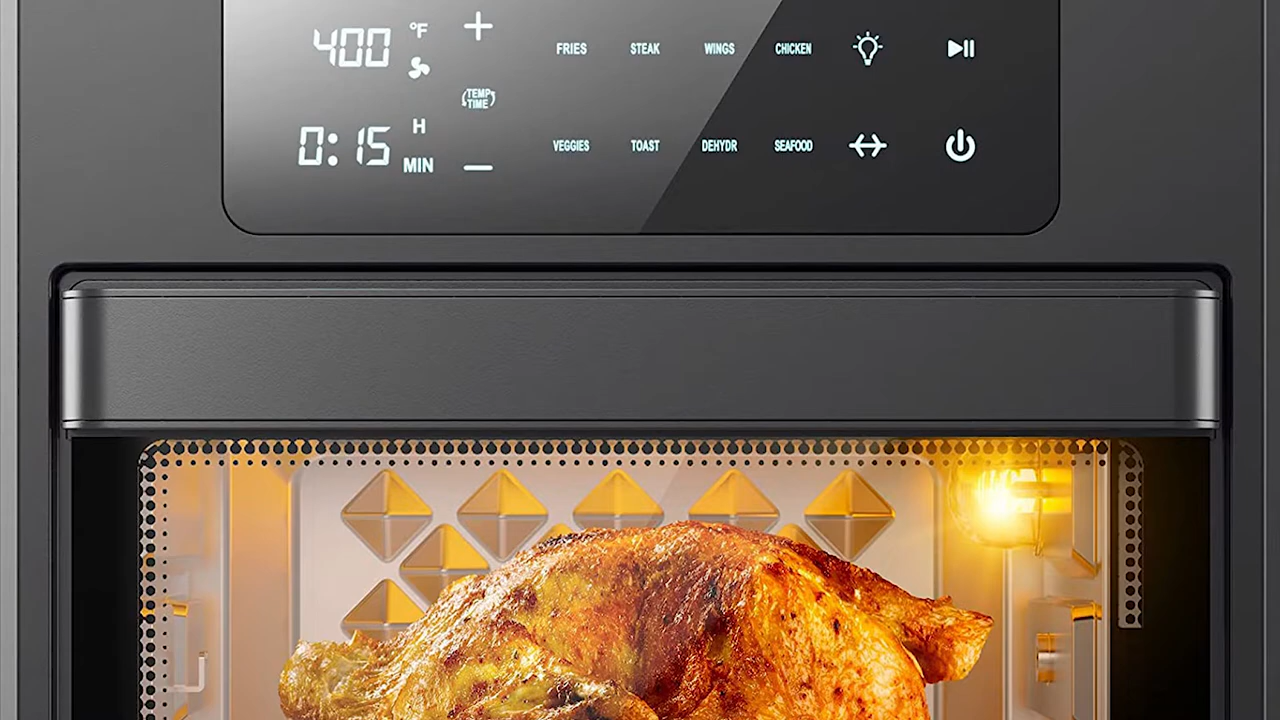 400 °F
TEMP
TIME
0:15 H
MIN
FRIES STEAK WINGS CHICKEN
VEGGIES TOAST DEHYDR SEAFOOD